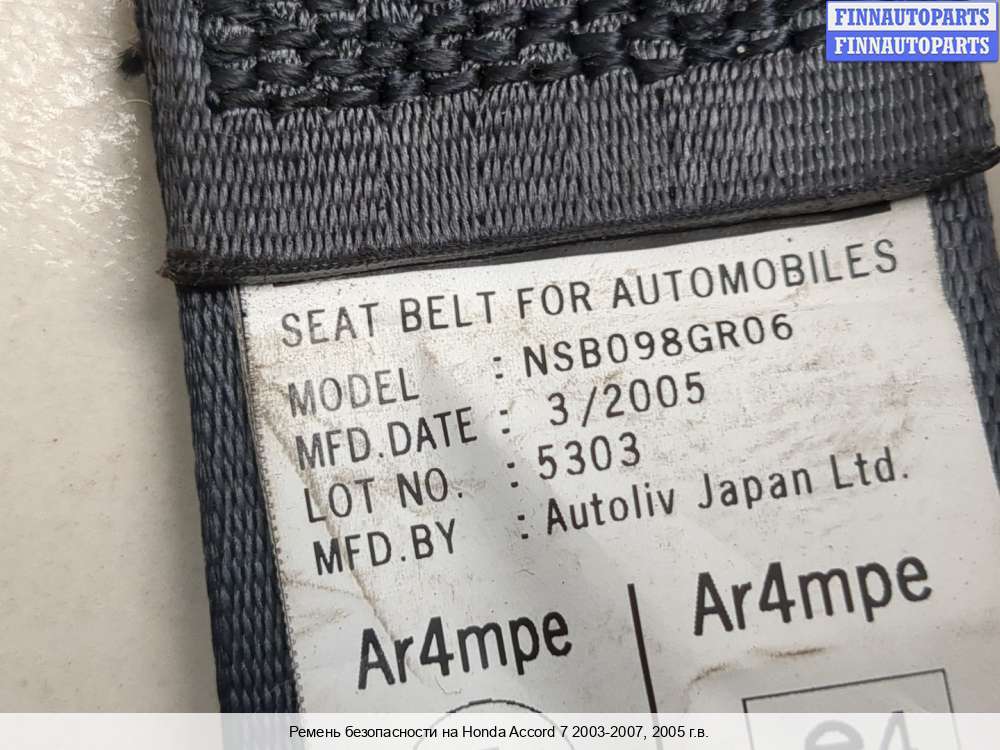 FINNAUTOPARTS
FINNAUTOPARTS
SEAT BELT FOR AUTOMOBILES
MODEL : NSB098GR06
MFD.DATE : 3/2005
LOT NO. : 5303
MFD.BY : Autoliv Japan Ltd.
Ar4mpe
Ar4mpe
e4
Ремень безопасности на Honda Accord 7 2003-2007, 2005 г.в.